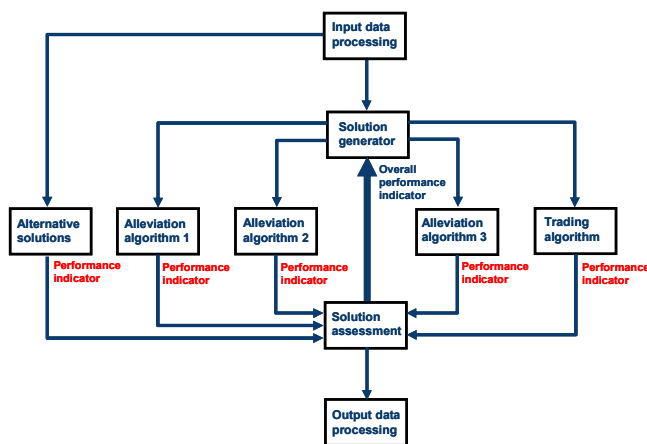 Input data
processing
Solution
generator
Overall
performance
indicator
Alternative
solutions
Alleviation
algorithm 1
Alleviation
algorithm 2
Alleviation
algorithm 3
Trading
algorithm
Performance
indicator
Performance
indicator
Performance
indicator
Performance
indicator
Performance
indicator
Solution
assessment
Output data
processing